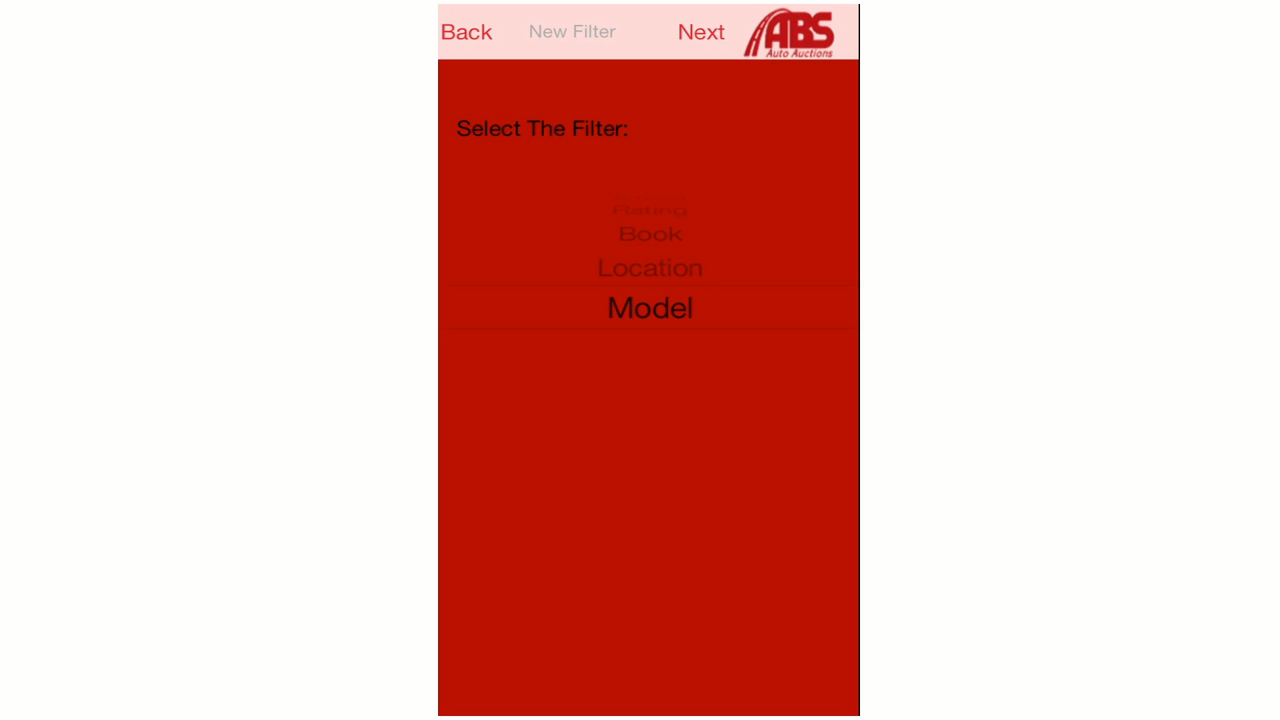 Back New Filter Next ABS
Auto Auctions
Select The Filter:
Rating
Book
Location
Model